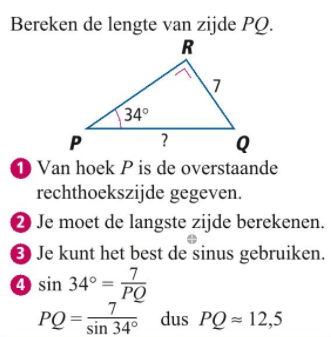 Bereken de lengte van zijde PQ.
R
7
34°
P
?
Q
1 Van hoek P is de overstaande
rechthoekszijde gegeven.
2 Je moet de langste zijde berekenen.
3 Je kunt het best de sinus gebruiken.
4 sin 34° = 7/PQ
PQ = 7/sin 34° dus PQ ≈ 12,5